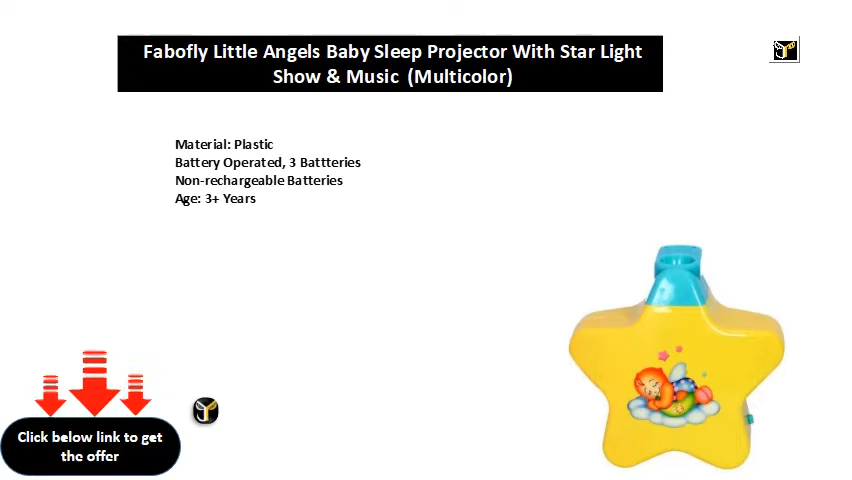 Fabofly Little Angels Baby Sleep Projector With Star Light
Show & Music (Multicolor)
Material: Plastic
Battery Operated, 3 Battteries
Non-rechargeable Batteries
Age: 3+ Years
Click below link to get
the offer